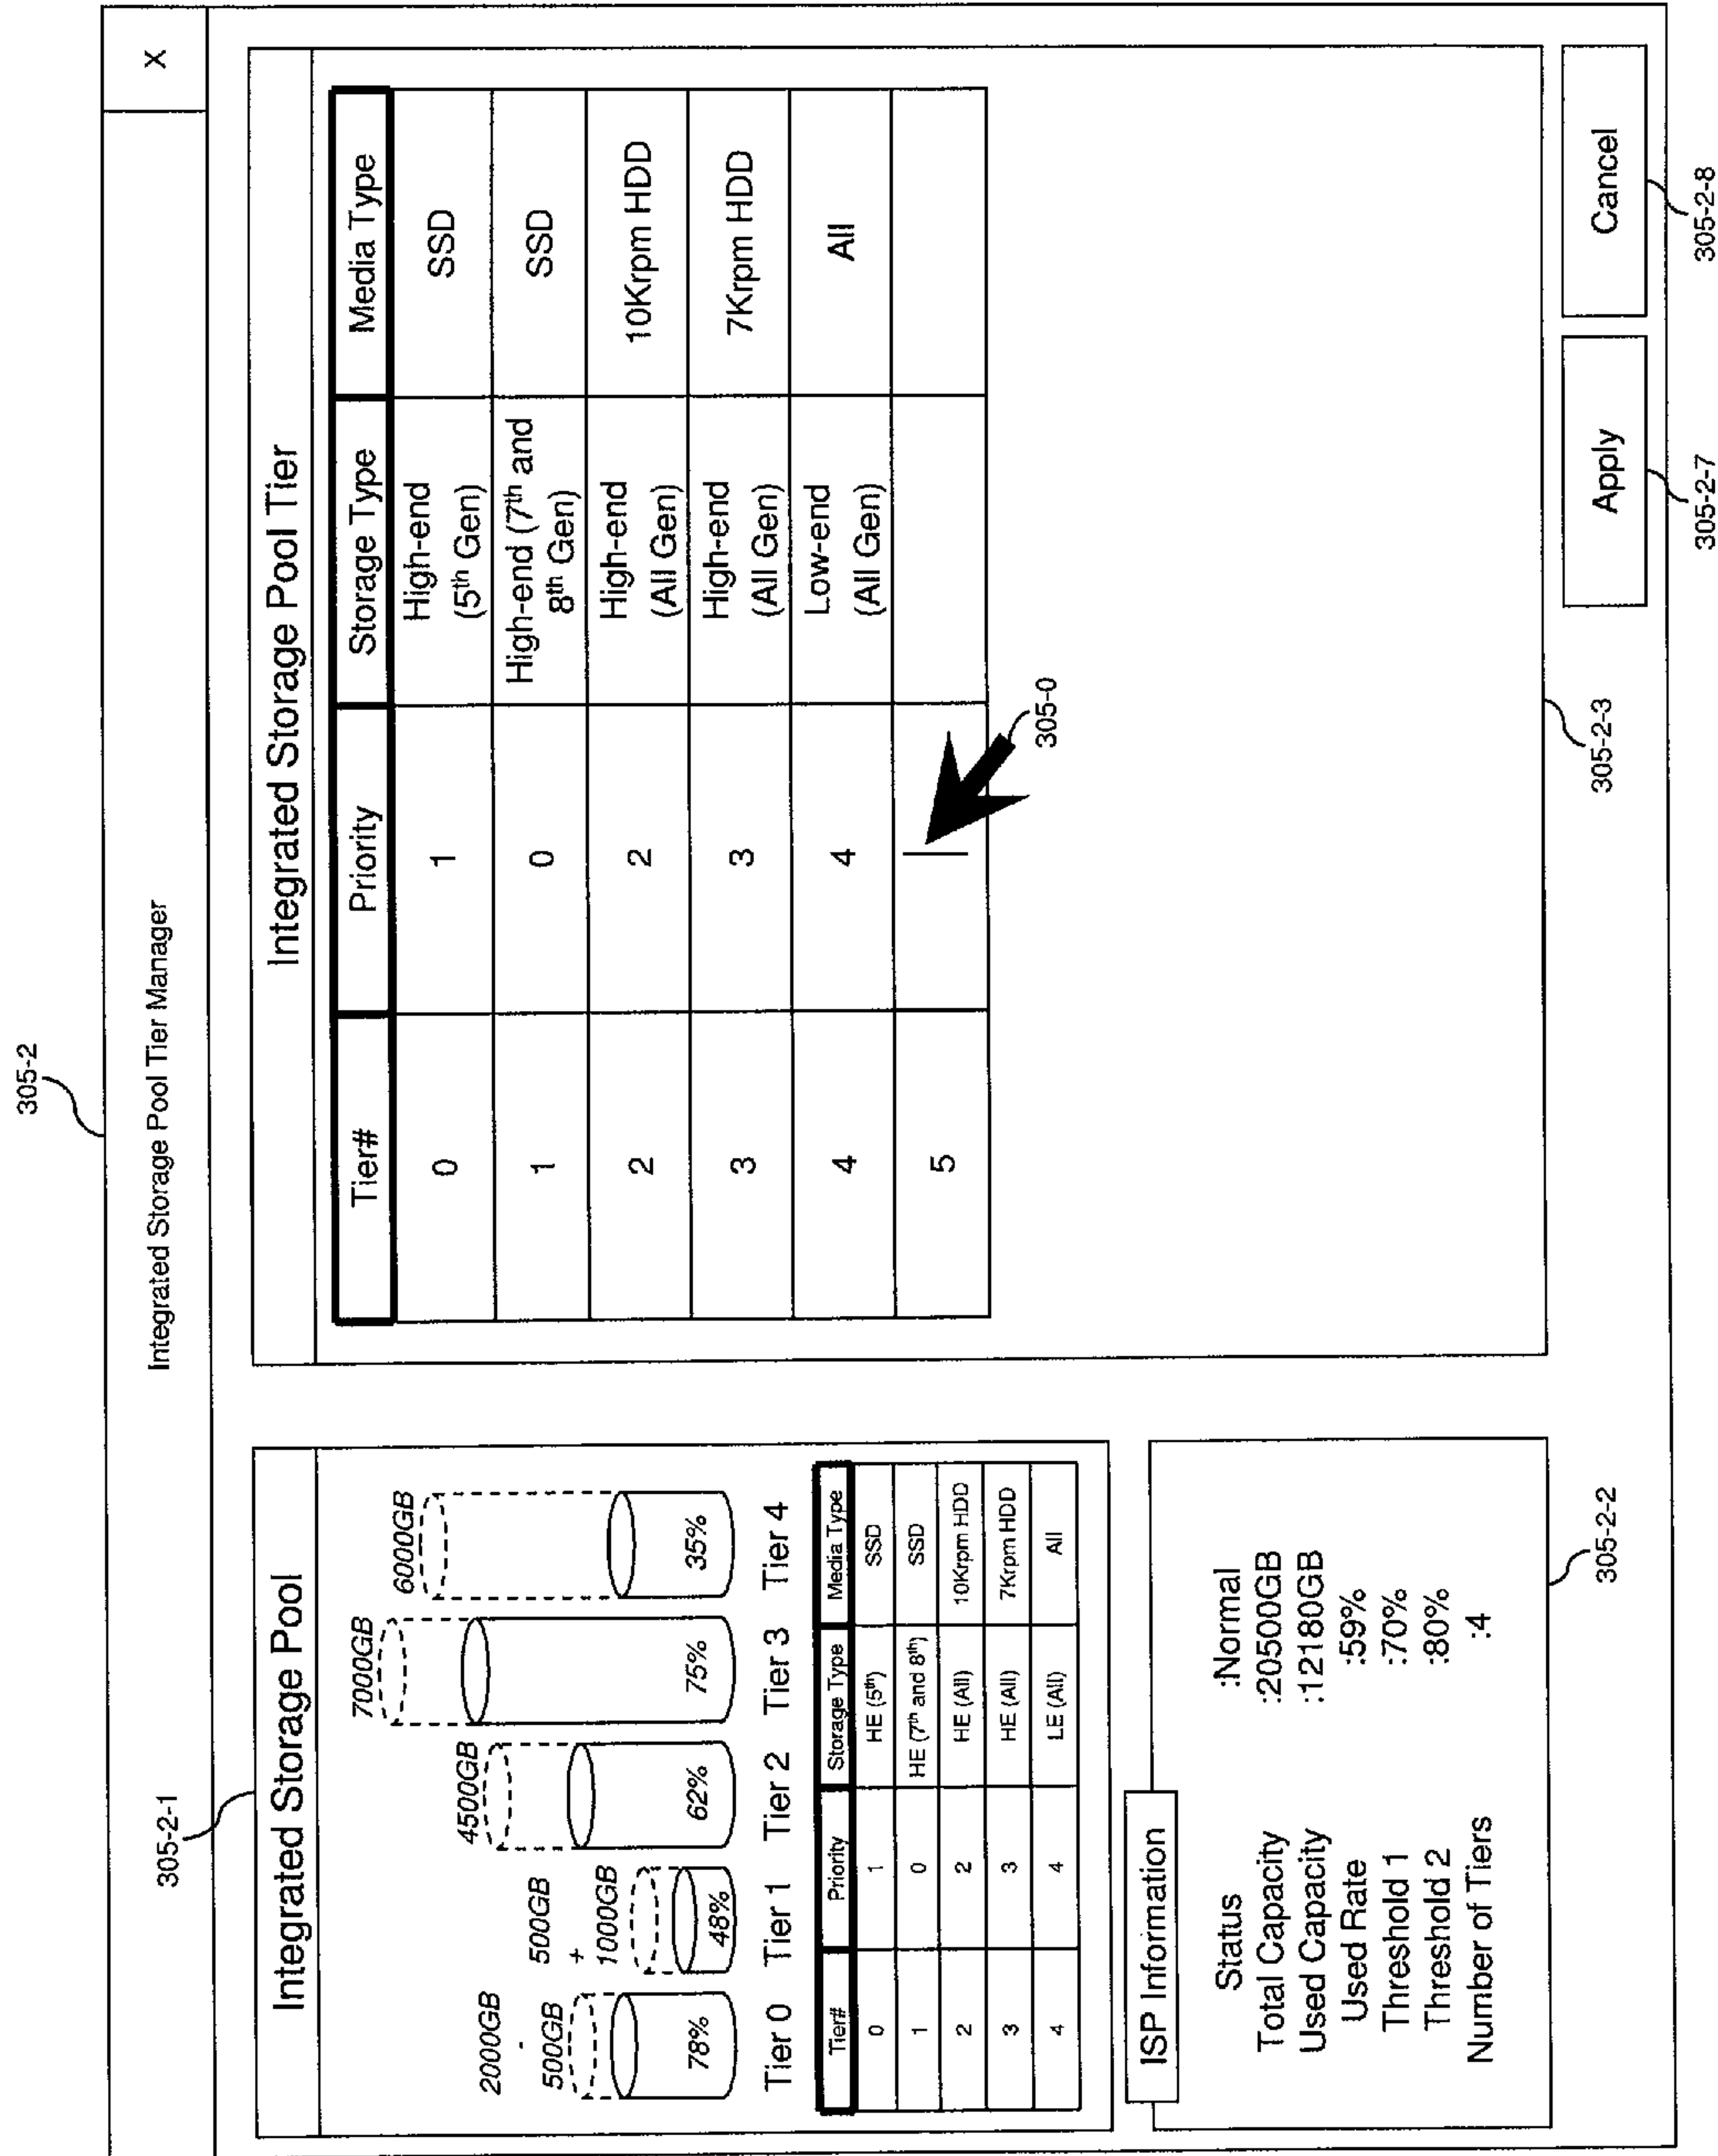 305-2
Integrated Storage Pool Tier Manager
X
305-2-1
Integrated Storage Pool
2000GB
-
500GB
500GB
+
1000GB
4500GB
7000GB
6000GB
78%
48%
62%
75%
35%
Tier 0 Tier 1 Tier 2 Tier 3 Tier 4
Tier# Priority Storage Type Media Type
0 1 HE (5th) SSD
1 0 HE (7th and 8th) SSD
2 2 HE (All) 10Krpm HDD
3 3 HE (All) 7Krpm HDD
4 4 LE (All) All
ISP Information
Status :Normal
Total Capacity :20500GB
Used Capacity :12180GB
Used Rate :59%
Threshold 1 :70%
Threshold 2 :80%
Number of Tiers :4
305-2-2
Integrated Storage Pool Tier
Tier# Priority Storage Type Media Type
0 1 High-end (5th Gen) SSD
1 0 High-end (7th and 8th Gen) SSD
2 2 High-end (All Gen) 10Krpm HDD
3 3 High-end (All Gen) 7Krpm HDD
4 4 Low-end (All Gen) All
5
305-0
305-2-3
Apply
Cancel
305-2-7
305-2-8